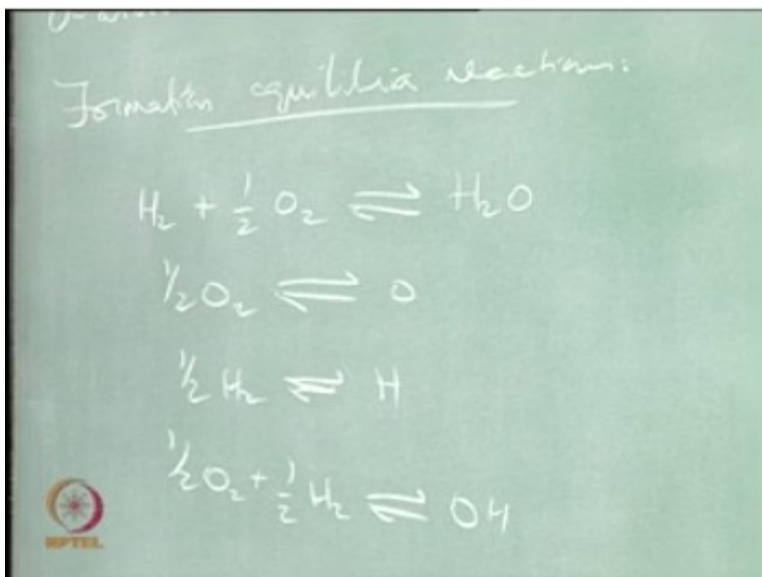 Formation equilibria reactions:
H₂ + 1/2 O₂ ⇌ H₂O
1/2 O₂ ⇌ O
1/2 H₂ ⇌ H
1/2 O₂ + 1/2 H₂ ⇌ OH
NPTEL